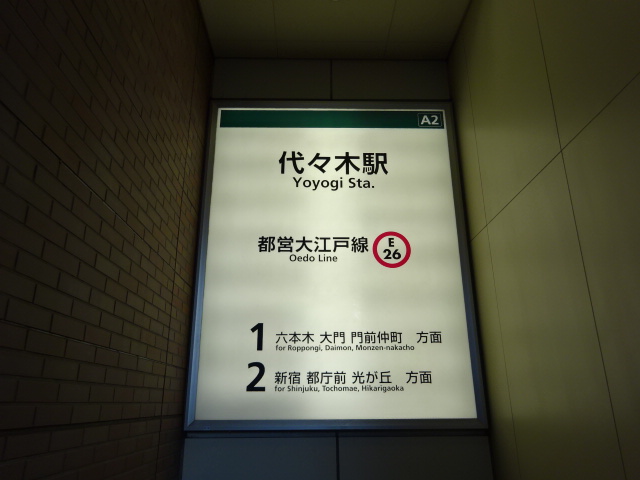 A2
代々木駅
Yoyogi Sta.
都営大江戸線 E 26
Oedo Line
1 六本木 大門 門前仲町 方面
for Roppongi, Daimon, Monzen-nakacho
2 新宿 都庁前 光が丘 方面
for Shinjuku, Tochomae, Hikarigaoka